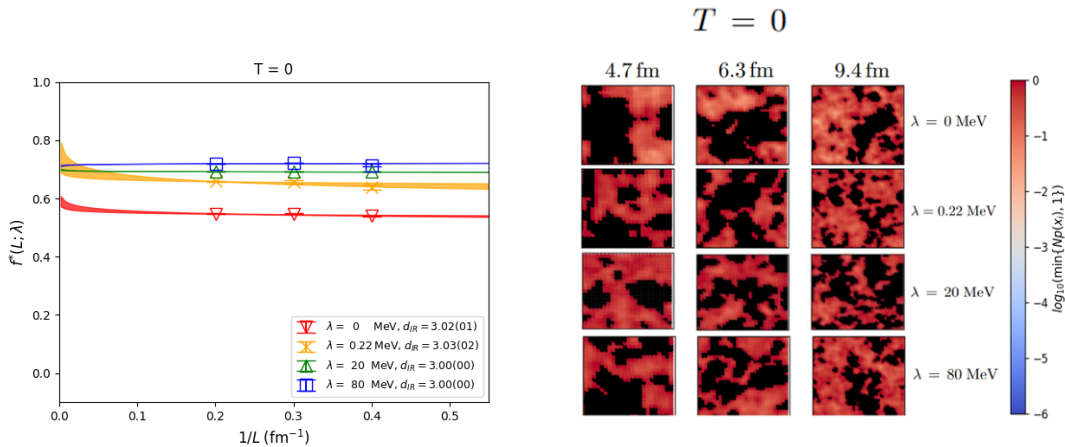 T = 0
T = 0
1.0
0.8
0.6
0.4
0.2
0.0
f*(L; λ)
0.0 0.1 0.2 0.3 0.4 0.5
1/L (fm⁻¹)
λ = 0 MeV, d_IR=3.02(01)
λ = 0.22 MeV, d_IR=3.03(02)
λ = 20 MeV, d_IR=3.00(00)
λ = 80 MeV, d_IR=3.00(00)
4.7 fm 6.3 fm 9.4 fm
λ = 0 MeV
λ = 0.22 MeV
λ = 20 MeV
λ = 80 MeV
0
−1
−2
−3
−4
−5
−6
log₁₀(min{Np(xᵢ), 1})